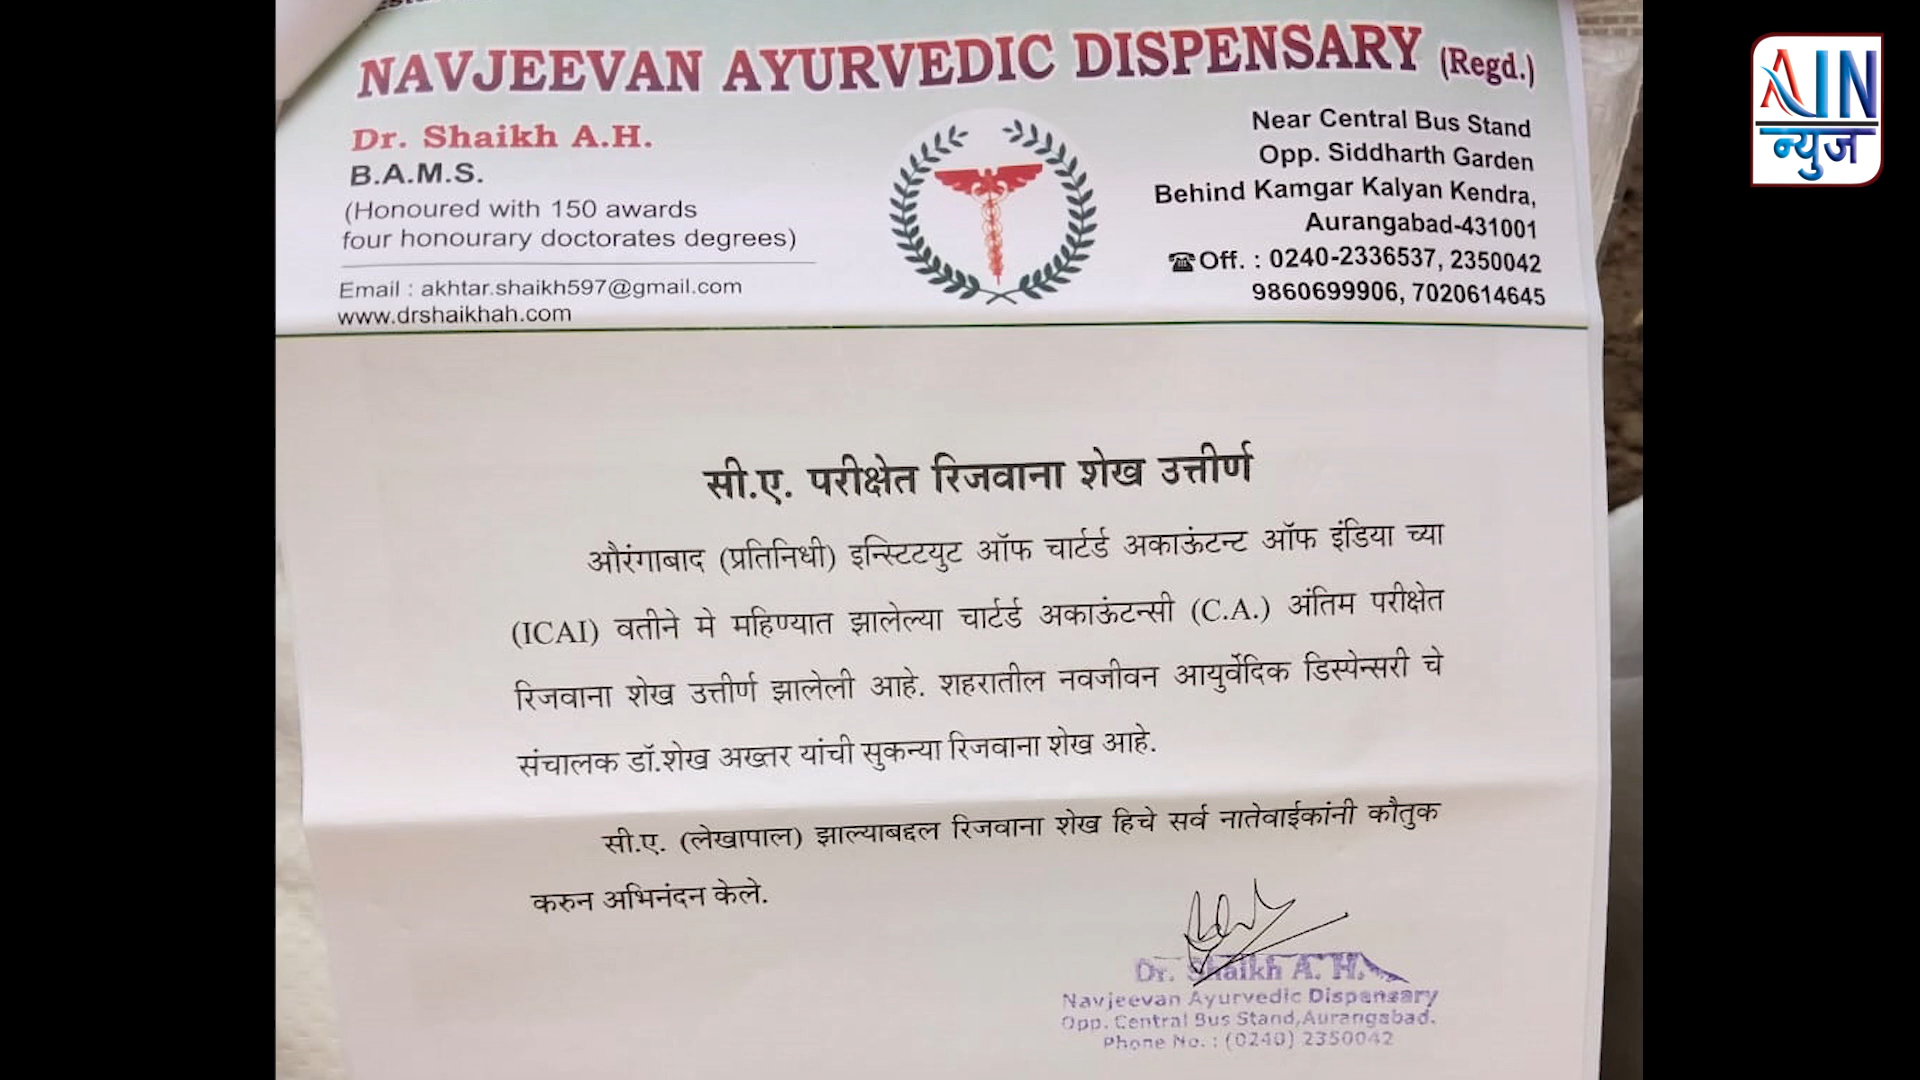 NAVJEEVAN AYURVEDIC DISPENSARY (Regd.)
Dr. Shaikh A.H.
B.A.M.S.
(Honoured with 150 awards
four honourary doctorates degrees)
Email : akhtar.shaikh597@gmail.com
www.drshaikhah.com
Near Central Bus Stand
Opp. Siddharth Garden
Behind Kamgar Kalyan Kendra,
Aurangabad-431001
☎Off. : 0240-2336537, 2350042
9860699906, 7020614645
AIN
न्युज
सी.ए. परीक्षेत रिजवाना शेख उत्तीर्ण
औरंगाबाद (प्रतिनिधी) इन्स्टिटयुट ऑफ चार्टर्ड अकाऊंटन्ट ऑफ इंडिया च्या
(ICAI) वतीने मे महिण्यात झालेल्या चार्टर्ड अकाऊंटन्सी (C.A.) अंतिम परीक्षेत
रिजवाना शेख उत्तीर्ण झालेली आहे. शहरातील नवजीवन आयुर्वेदिक डिस्पेन्सरी चे
संचालक डॉ.शेख अख्तर यांची सुकन्या रिजवाना शेख आहे.
सी.ए. (लेखापाल) झाल्याबद्दल रिजवाना शेख हिचे सर्व नातेवाईकांनी कौतुक
करुन अभिनंदन केले.
Dr. Shaikh A. H.
Navjeevan Ayurvedic Dispensary
Opp. Central Bus Stand,Aurangabad.
Phone No. : (0240) 2350042